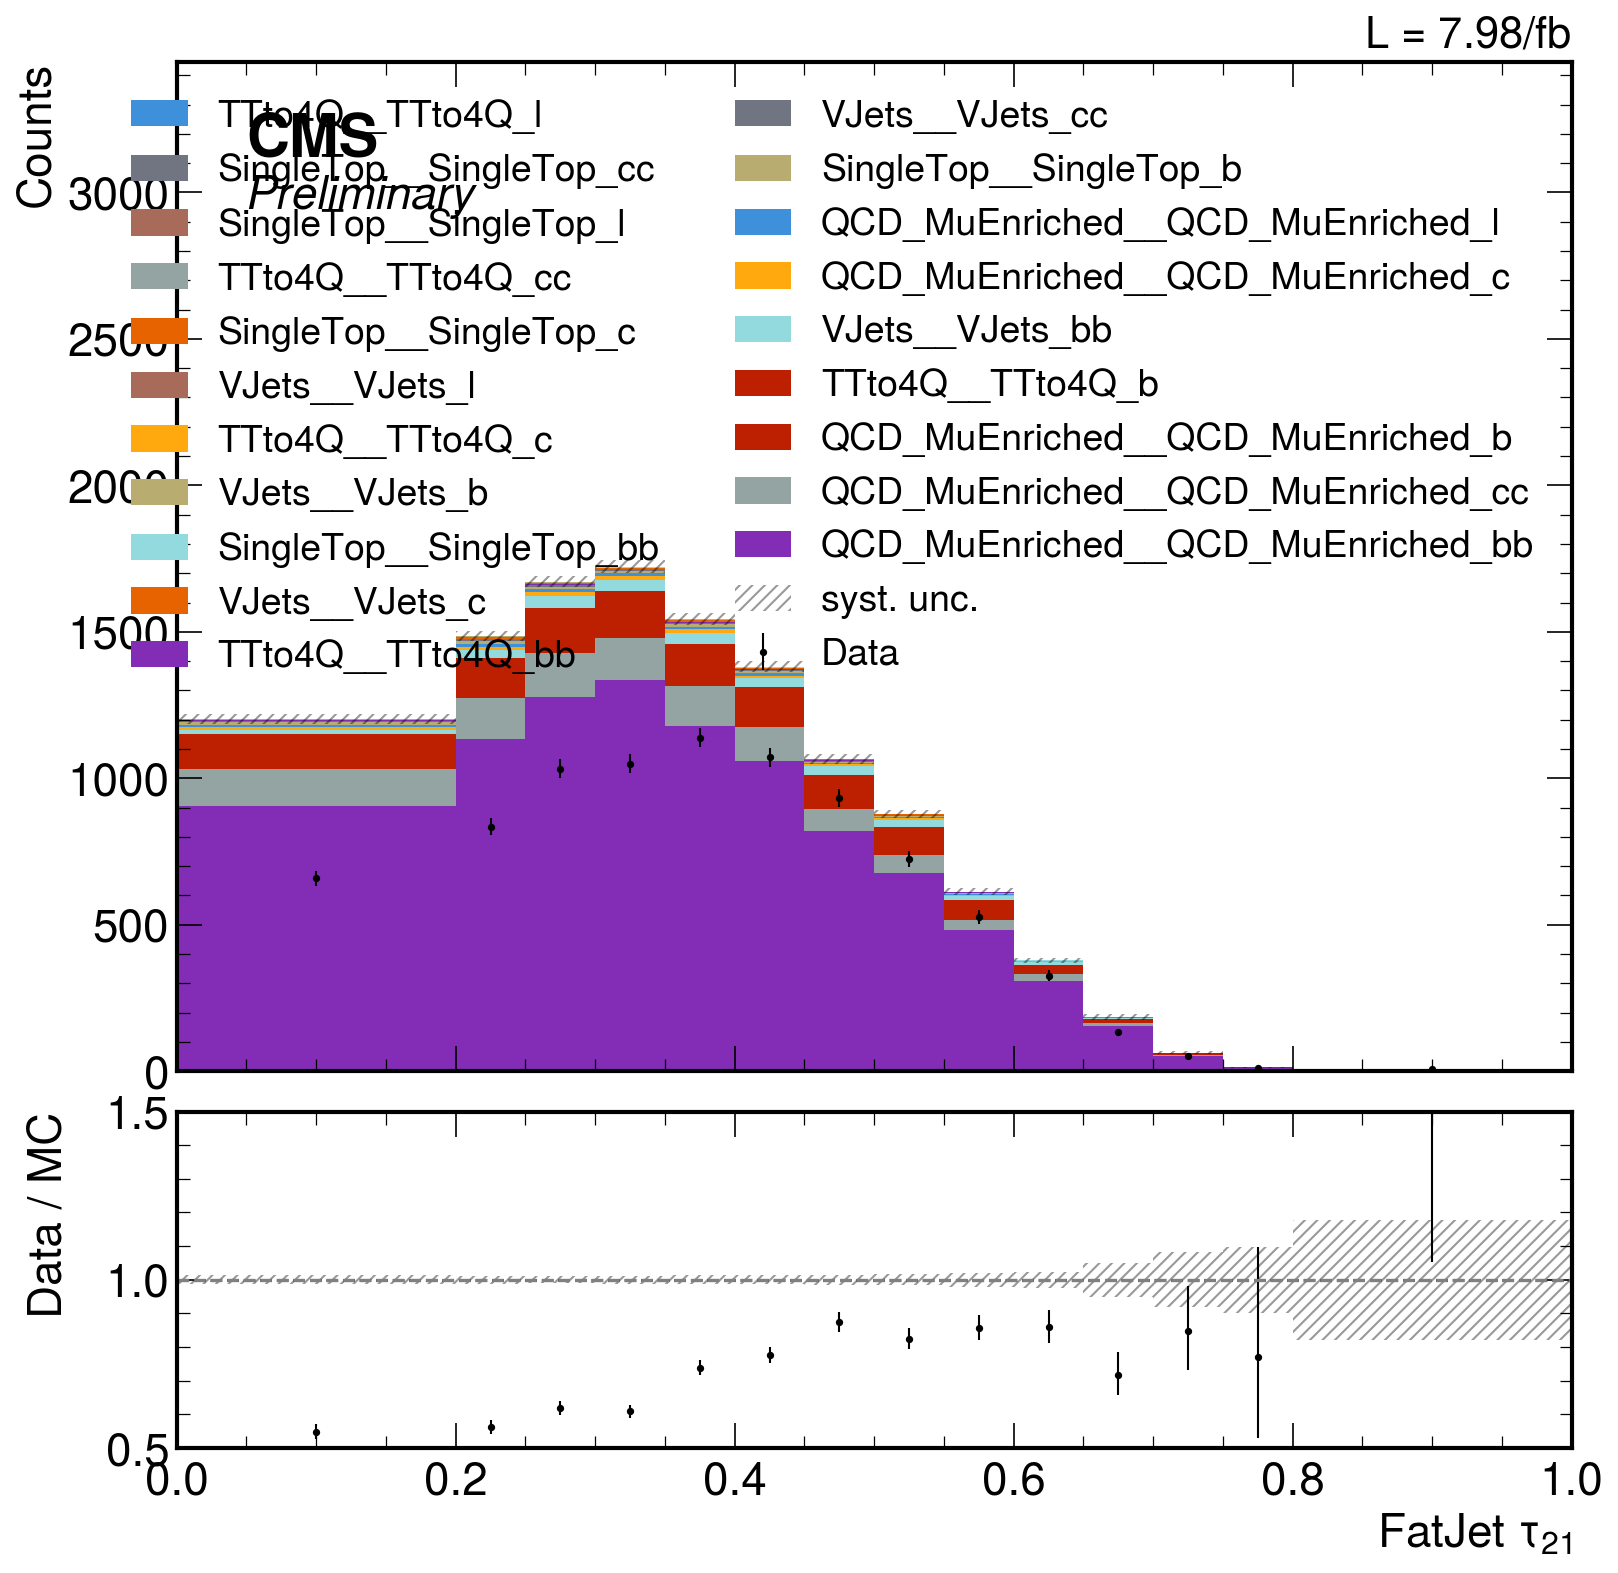 L = 7.98/fb
Counts
CMS
Preliminary
TTto4Q__TTto4Q_l
SingleTop__SingleTop_cc
SingleTop__SingleTop_l
TTto4Q__TTto4Q_cc
SingleTop__SingleTop_c
VJets__VJets_l
TTto4Q__TTto4Q_c
VJets__VJets_b
SingleTop__SingleTop_bb
VJets__VJets_c
TTto4Q__TTto4Q_bb
VJets__VJets_cc
SingleTop__SingleTop_b
QCD_MuEnriched__QCD_MuEnriched_l
QCD_MuEnriched__QCD_MuEnriched_c
VJets__VJets_bb
TTto4Q__TTto4Q_b
QCD_MuEnriched__QCD_MuEnriched_b
QCD_MuEnriched__QCD_MuEnriched_cc
QCD_MuEnriched__QCD_MuEnriched_bb
syst. unc.
Data
3000
2500
2000
1500
1000
500
0
Data / MC
1.5
1.0
0.5
0.0 0.2 0.4 0.6 0.8 1.0
FatJet τ21